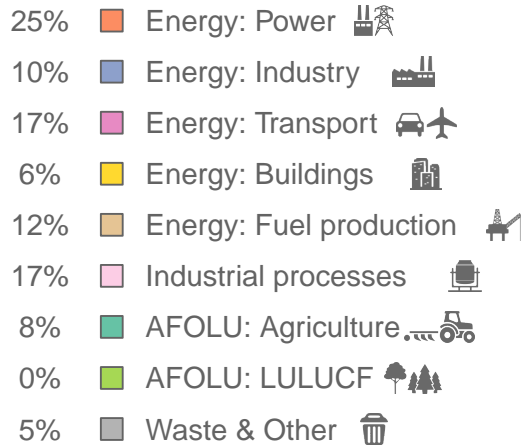 25% Energy: Power
10% Energy: Industry
17% Energy: Transport
6% Energy: Buildings
12% Energy: Fuel production
17% Industrial processes
8% AFOLU: Agriculture
0% AFOLU: LULUCF
5% Waste & Other